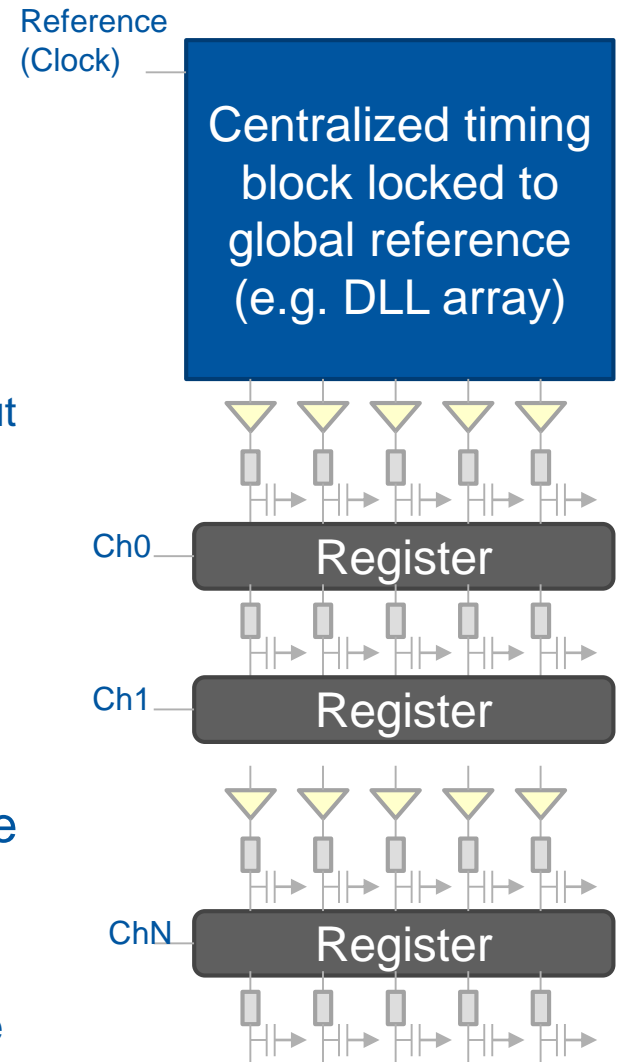 Reference
(Clock)
Centralized timing
block locked to
global reference
(e.g. DLL array)
Ch0
Register
Ch1
Register
ChN
Register